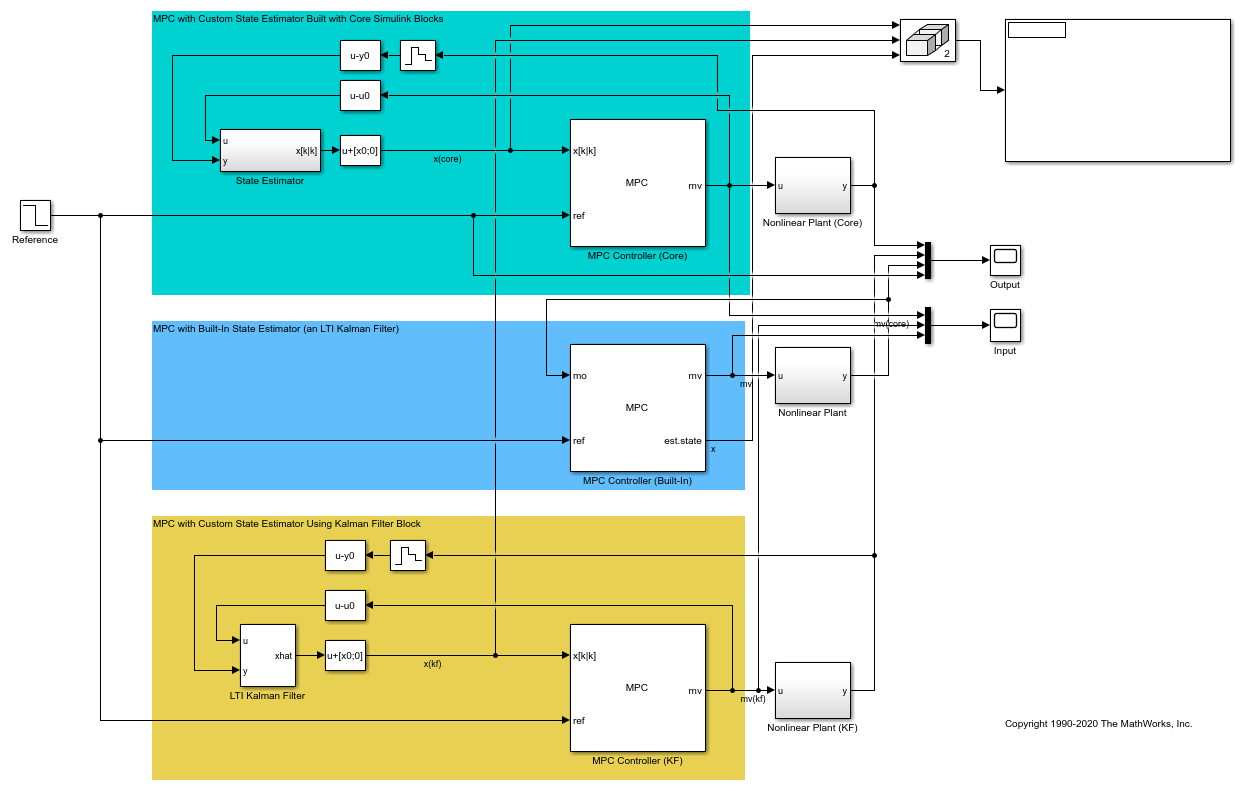 MPC with Custom State Estimator Built with Core Simulink Blocks
u-y0
u-u0
u
y
x[k|k]
State Estimator
u+[x0;0]
x(core)
x[k|k]
MPC
mv
ref
MPC Controller (Core)
u
y
Nonlinear Plant (Core)
2
Reference
Output
mv(core)
Input
MPC with Built-In State Estimator (an LTI Kalman Filter)
mo
mv
MPC
ref
est.state
MPC Controller (Built-In)
mv
x
u
y
Nonlinear Plant
MPC with Custom State Estimator Using Kalman Filter Block
u-y0
u-u0
u
y
xhat
LTI Kalman Filter
u+[x0;0]
x(kf)
x[k|k]
MPC
mv
ref
MPC Controller (KF)
mv(kf)
u
y
Nonlinear Plant (KF)
Copyright 1990-2020 The MathWorks, Inc.